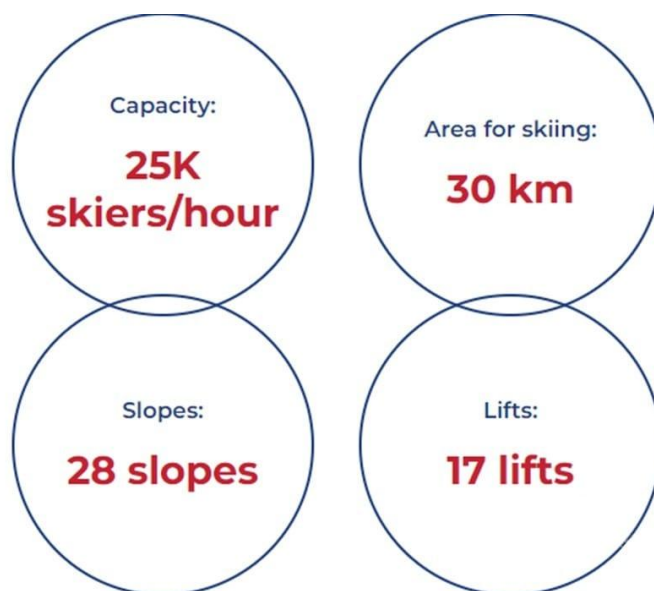 Capacity:
25K
skiers/hour
Area for skiing:
30 km
Slopes:
28 slopes
Lifts:
17 lifts